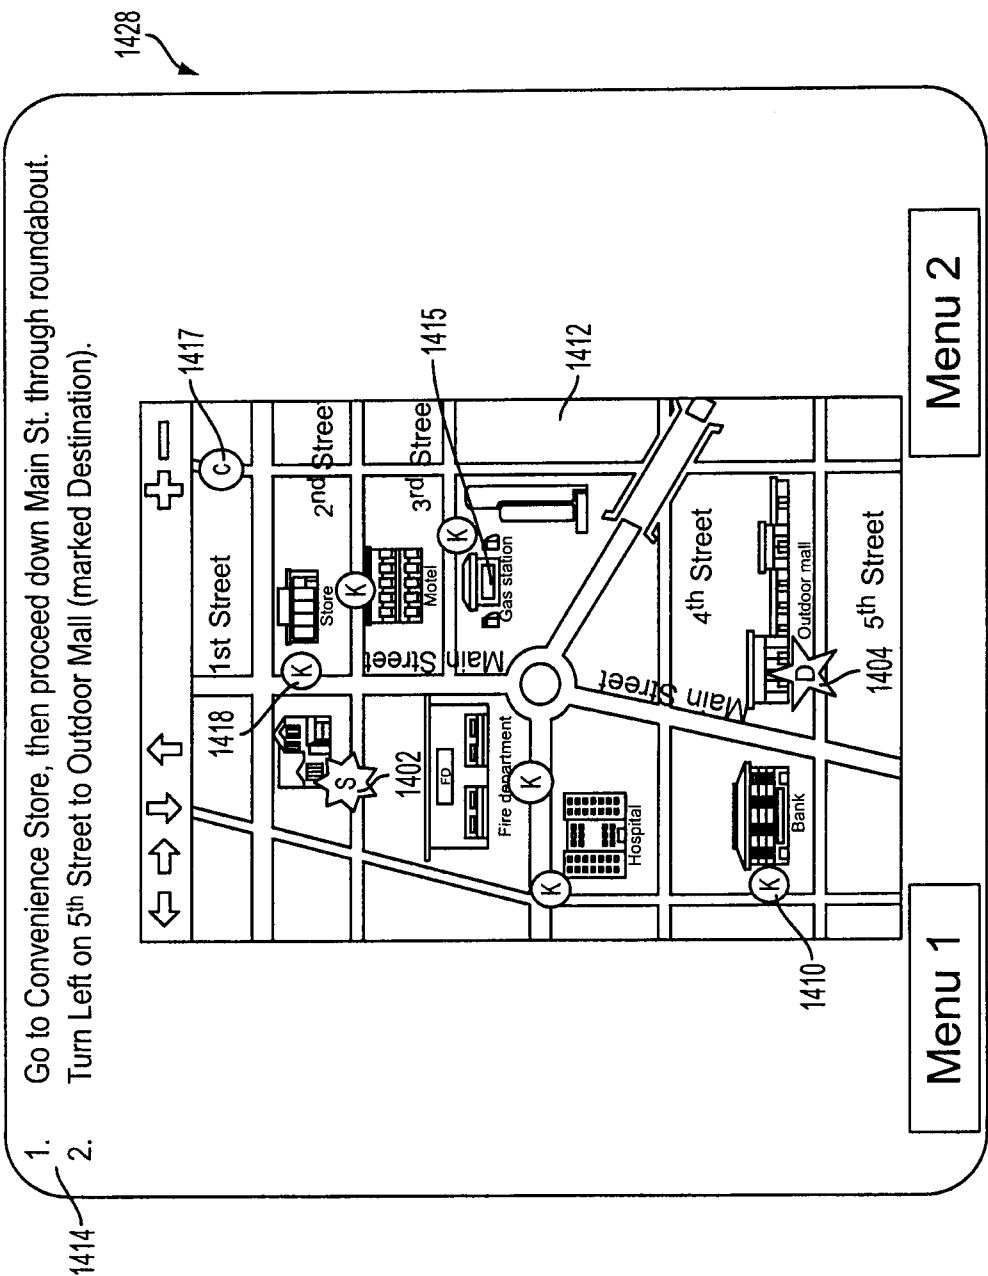 1428
1414
1. Go to Convenience Store, then proceed down Main St. through roundabout.
2. Turn Left on 5th Street to Outdoor Mall (marked Destination).
C
1417
1st Street
1418
K
Store
2nd Stree
K
S
1402
Motel
3rd Stree
1415
Main Street
FD
Fire department
K
Gas station
K
1412
K
Hospital
Main Street
4th Street
Bank
K
1410
Outdoor mall
D
1404
5th Street
Menu 1
Menu 2